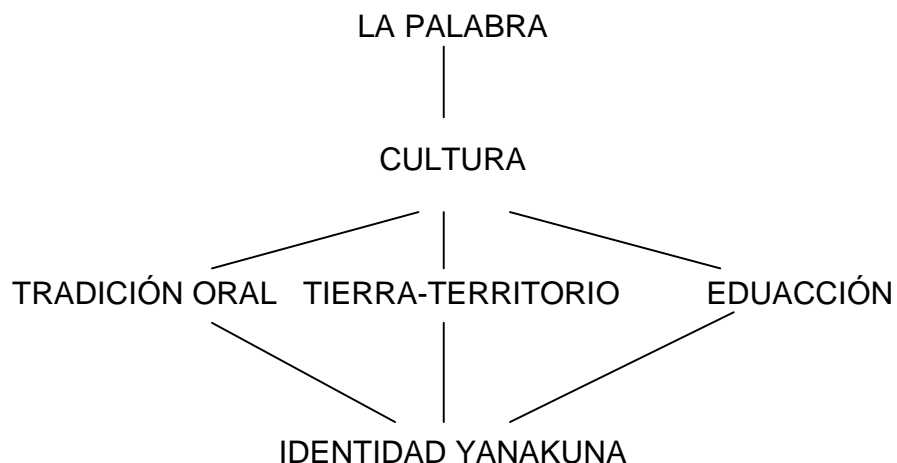 LA PALABRA
CULTURA
TRADICIÓN ORAL TIERRA-TERRITORIO EDUACCIÓN
IDENTIDAD YANAKUNA